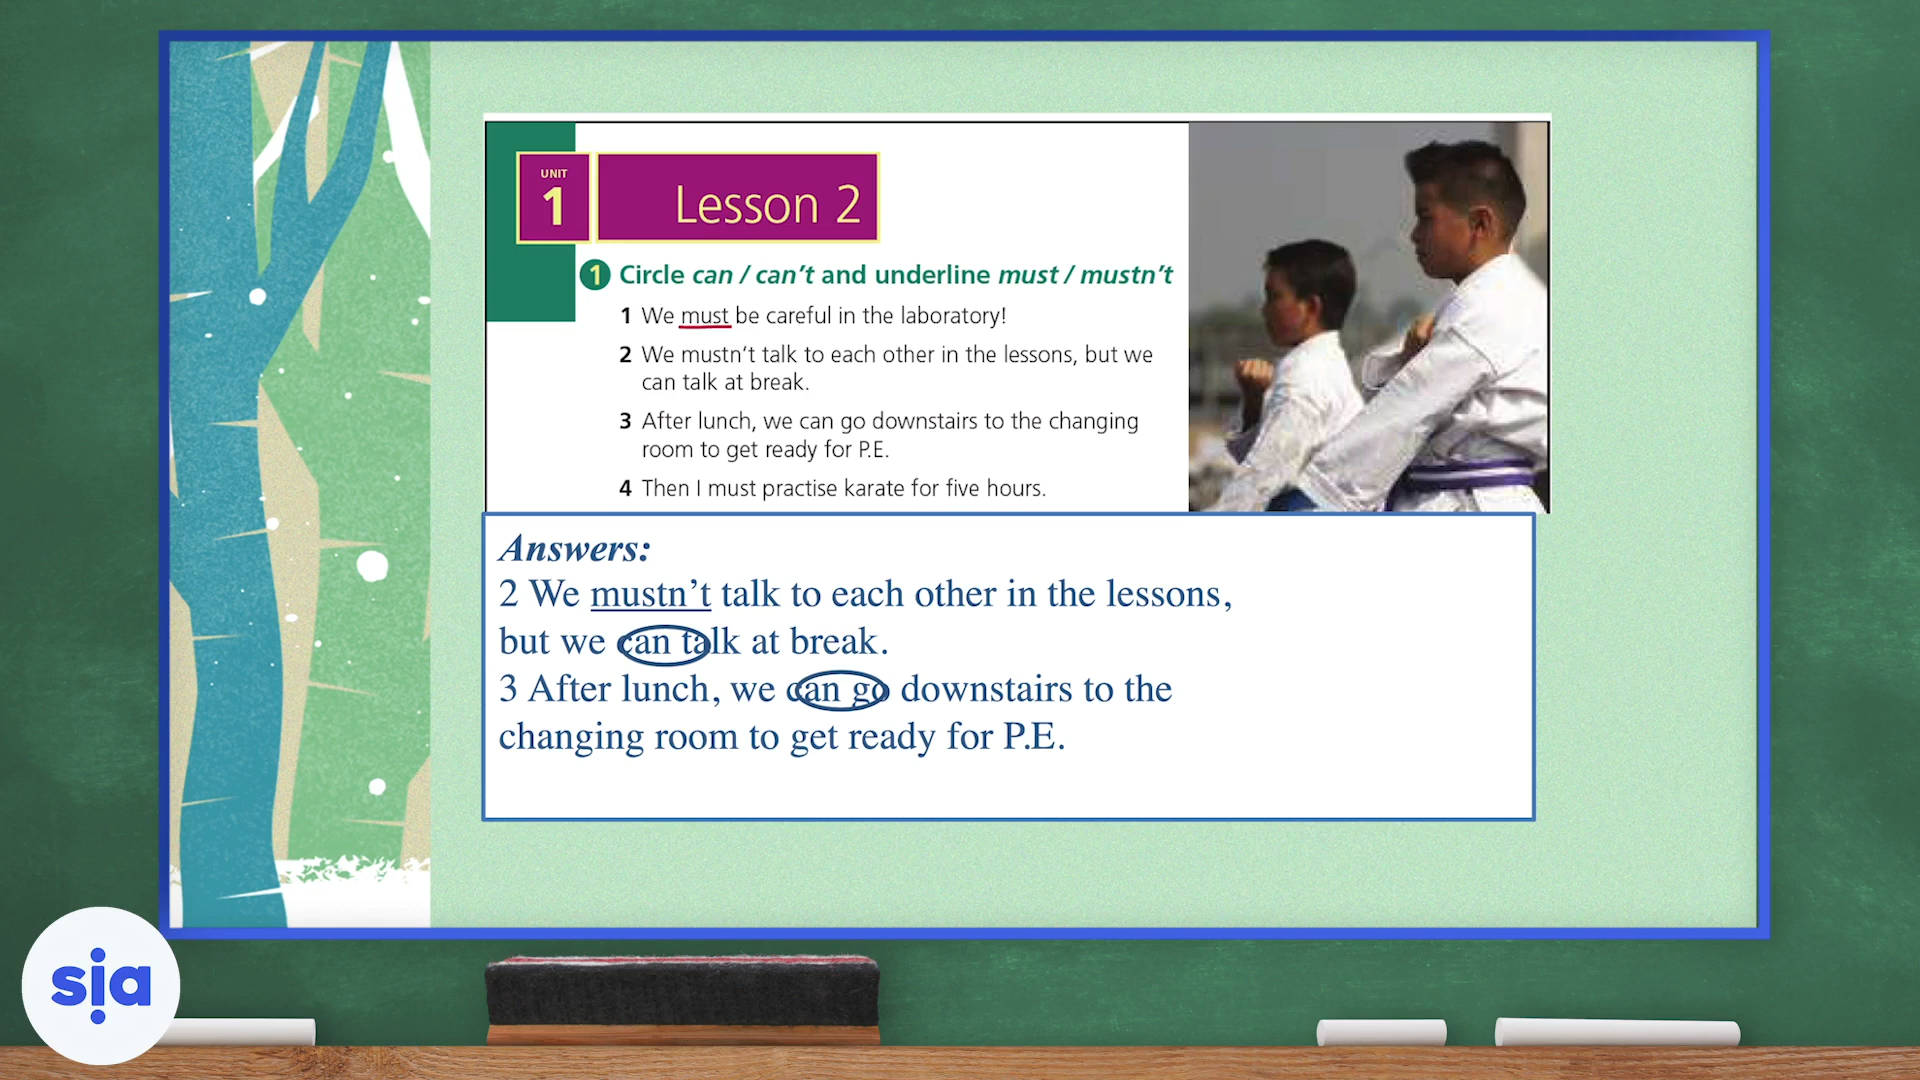 UNIT
1
Lesson 2
1 Circle can / can't and underline must / mustn't
1 We must be careful in the laboratory!
2 We mustn't talk to each other in the lessons, but we
can talk at break.
3 After lunch, we can go downstairs to the changing
room to get ready for P.E.
4 Then I must practise karate for five hours.
Answers:
2 We mustn't talk to each other in the lessons,
but we can talk at break.
3 After lunch, we can go downstairs to the
changing room to get ready for P.E.
sia